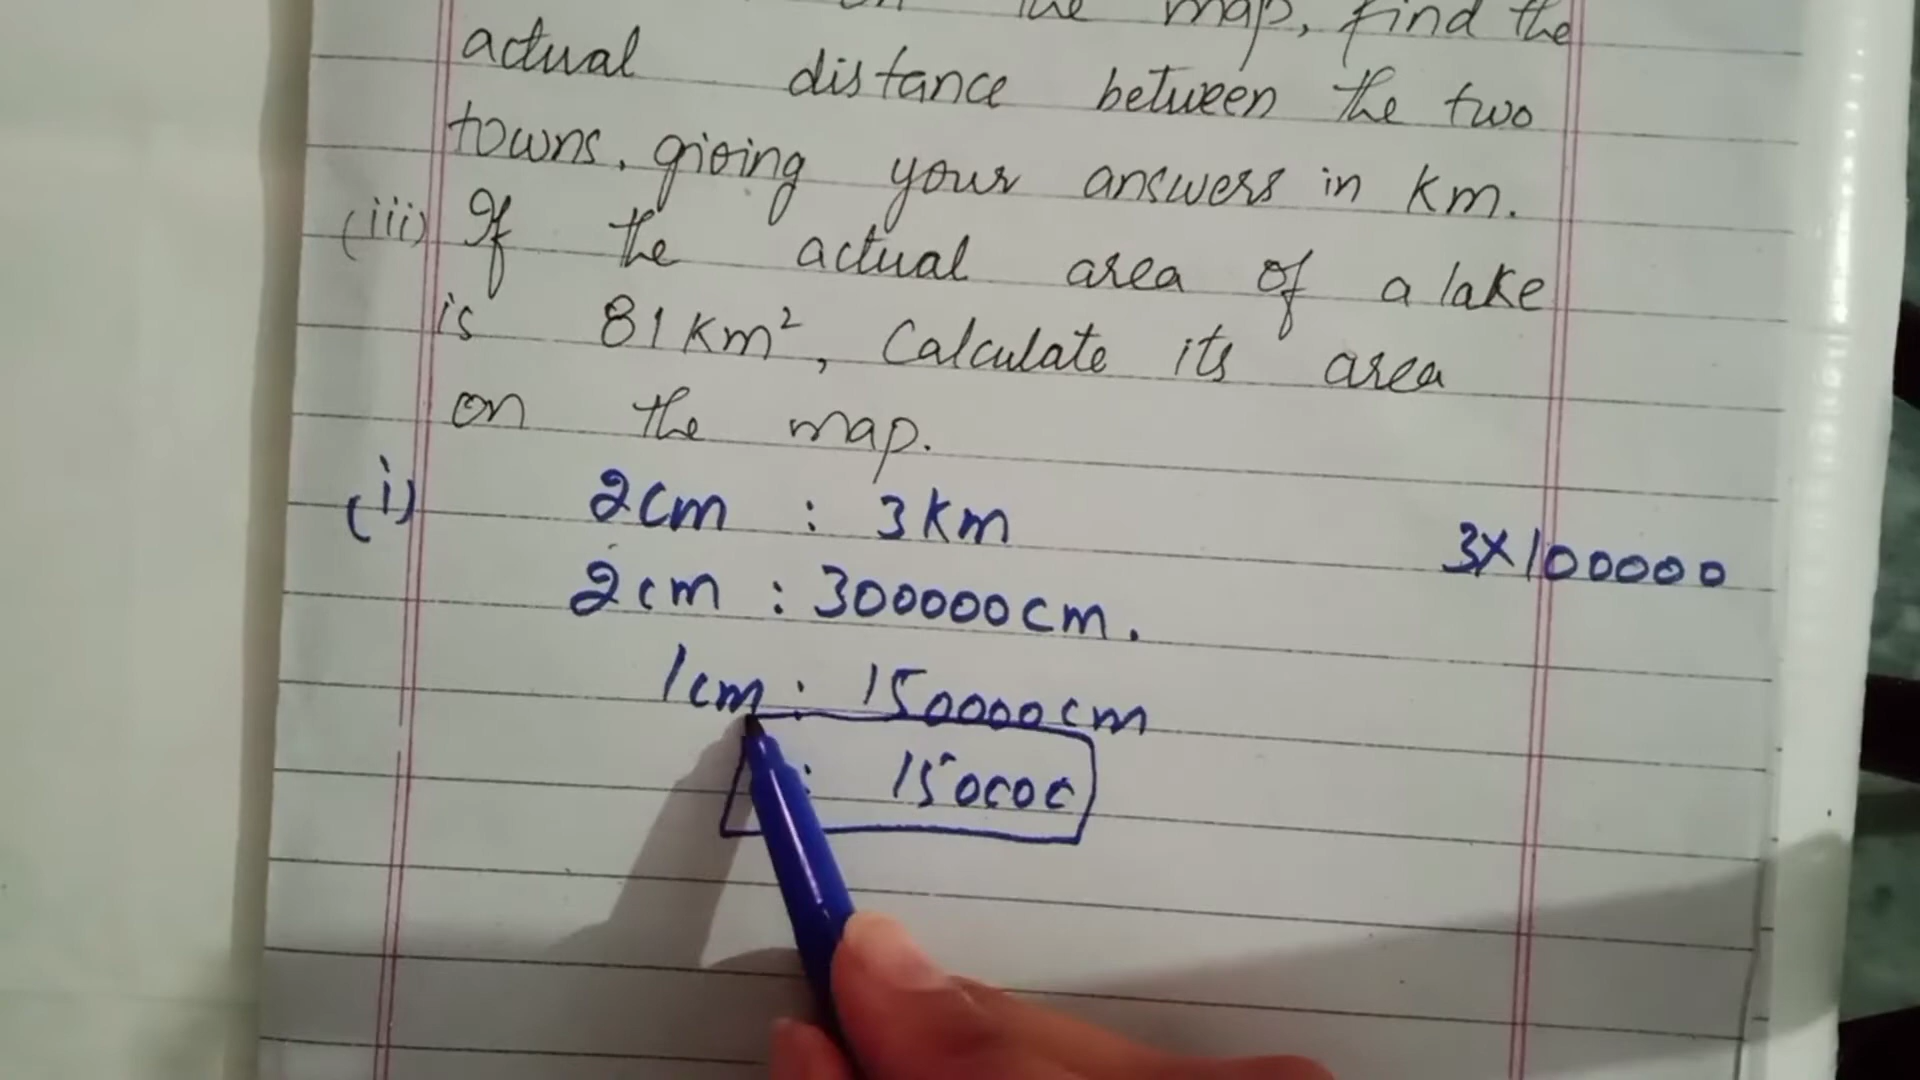 the map, find the
actual distance between the two
towns, giving your answers in km.
(iii) If the actual area of a lake
is 81 km², Calculate its area
on the map.
(i) 2cm : 3km
3×100000
2cm : 300000cm.
1cm : 150000cm
: 150000